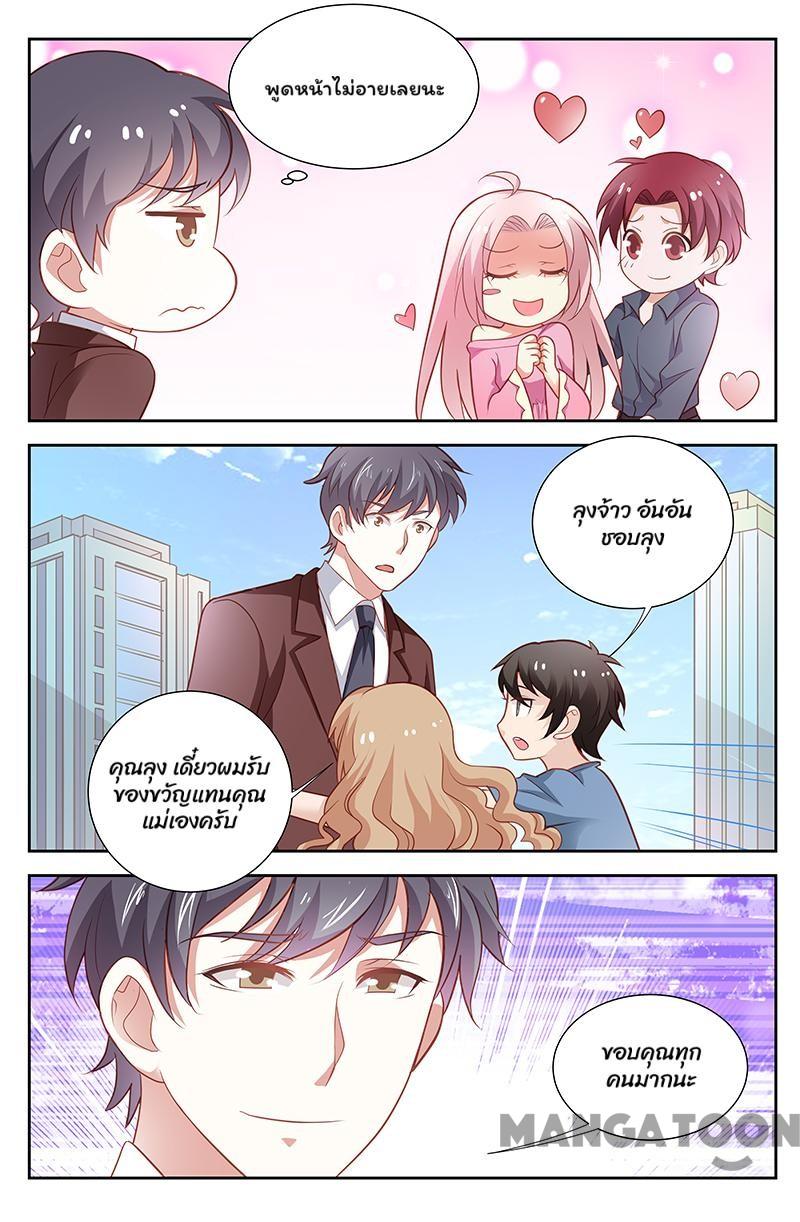 พูดหน้าไม่อายเลยนะ
ลุงจ้าว อันอัน
ชอบลุง
คุณลุง เดี๋ยวผมรับ
ของขวัญแทนคุณ
แม่เองครับ
ขอบคุณทุก
คนมากนะ
MANGATOON